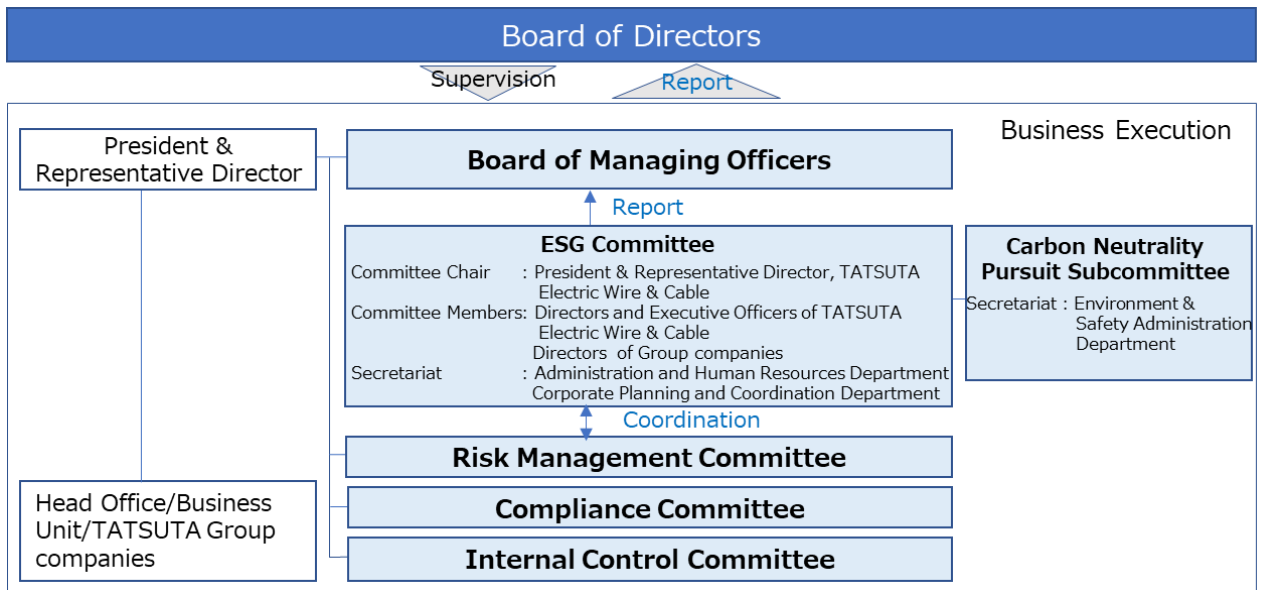 Board of Directors
Supervision
Report
Business Execution
President &
Representative Director
Board of Managing Officers
Report
ESG Committee
Committee Chair : President & Representative Director, TATSUTA
Electric Wire & Cable
Committee Members: Directors and Executive Officers of TATSUTA
Electric Wire & Cable
Directors of Group companies
Secretariat : Administration and Human Resources Department
Corporate Planning and Coordination Department
Carbon Neutrality
Pursuit Subcommittee
Secretariat : Environment &
Safety Administration
Department
Coordination
Risk Management Committee
Head Office/Business
Unit/TATSUTA Group
companies
Compliance Committee
Internal Control Committee